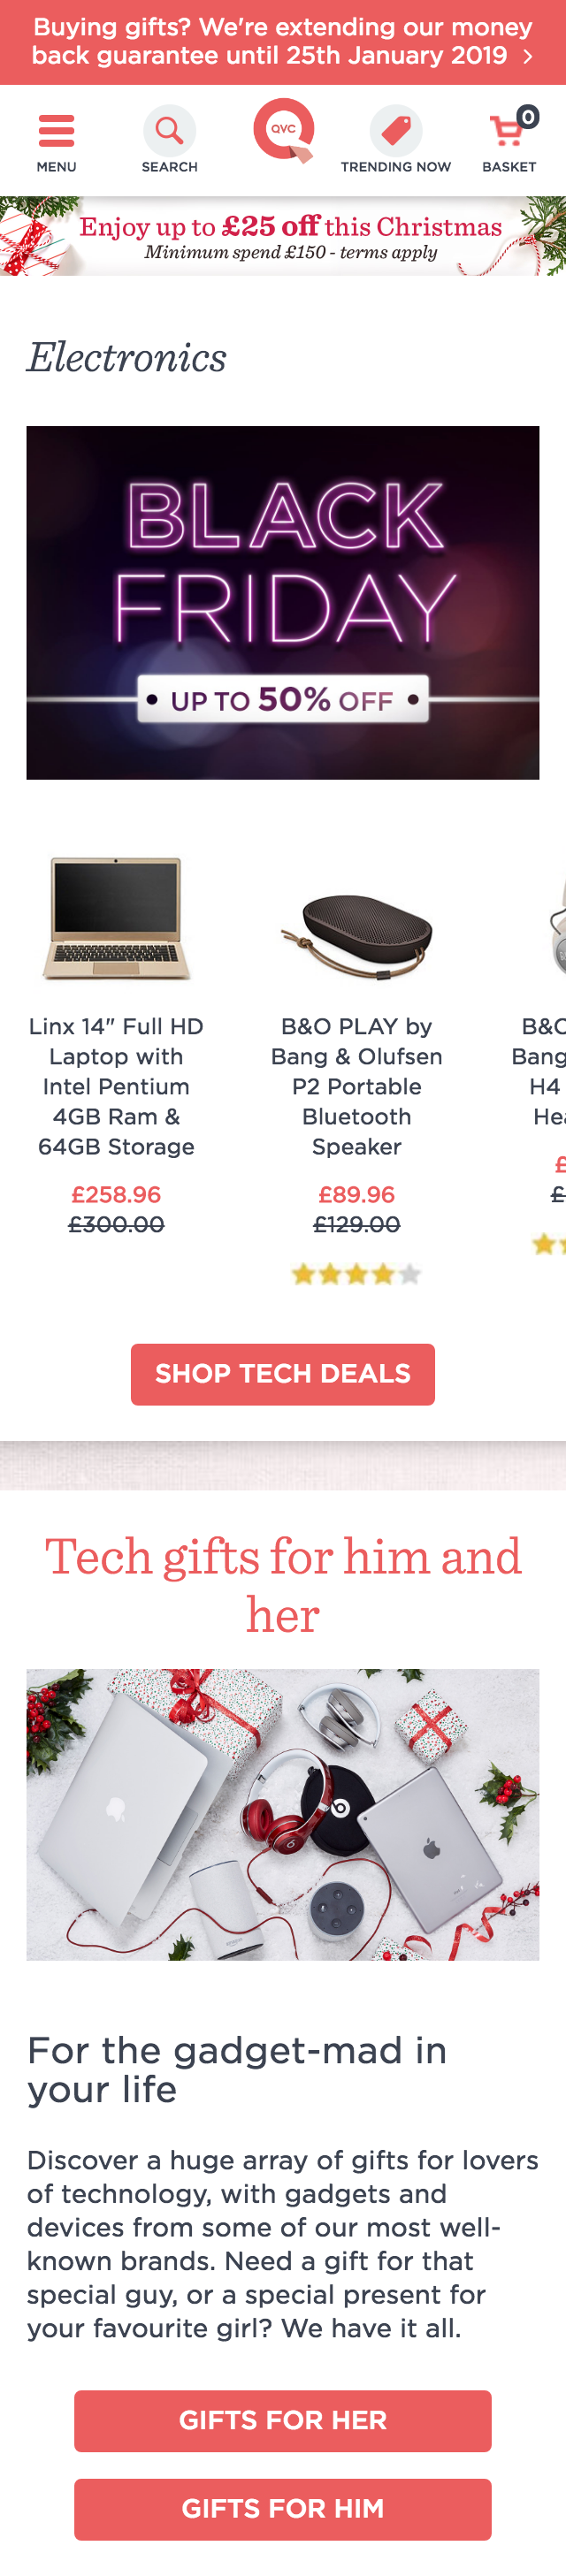 Buying gifts? We're extending our money
back guarantee until 25th January 2019 >
MENU
SEARCH
QVC
TRENDING NOW
0
BASKET
Enjoy up to £25 off this Christmas
Minimum spend £150 - terms apply
Electronics
BLACK
FRIDAY
• UP TO 50% OFF •
Linx 14" Full HD
Laptop with
Intel Pentium
4GB Ram &
64GB Storage
£258.96
£300.00
B&O PLAY by
Bang & Olufsen
P2 Portable
Bluetooth
Speaker
£89.96
£129.00
B&O
Bang
H4
£
£
SHOP TECH DEALS
Tech gifts for him and
her
For the gadget-mad in
your life
Discover a huge array of gifts for lovers
of technology, with gadgets and
devices from some of our most well-
known brands. Need a gift for that
special guy, or a special present for
your favourite girl? We have it all.
GIFTS FOR HER
GIFTS FOR HIM